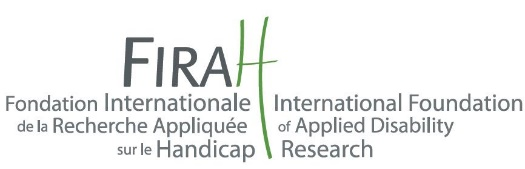 FIRAH
Fondation Internationale International Foundation
de la Recherche Appliquée of Applied Disability
sur le Handicap Research